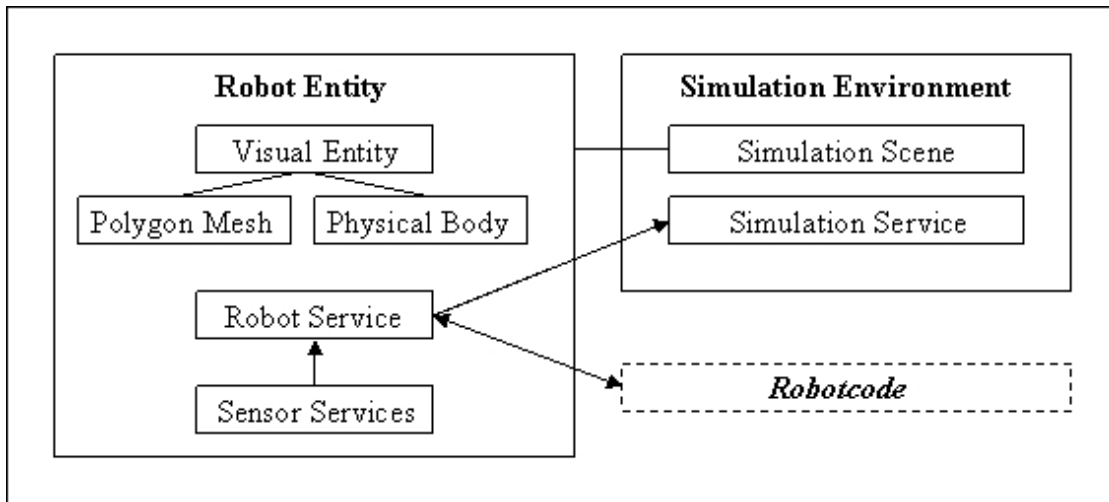 Robot Entity
Visual Entity
Polygon Mesh
Physical Body
Robot Service
Sensor Services
Simulation Environment
Simulation Scene
Simulation Service
Robotcode